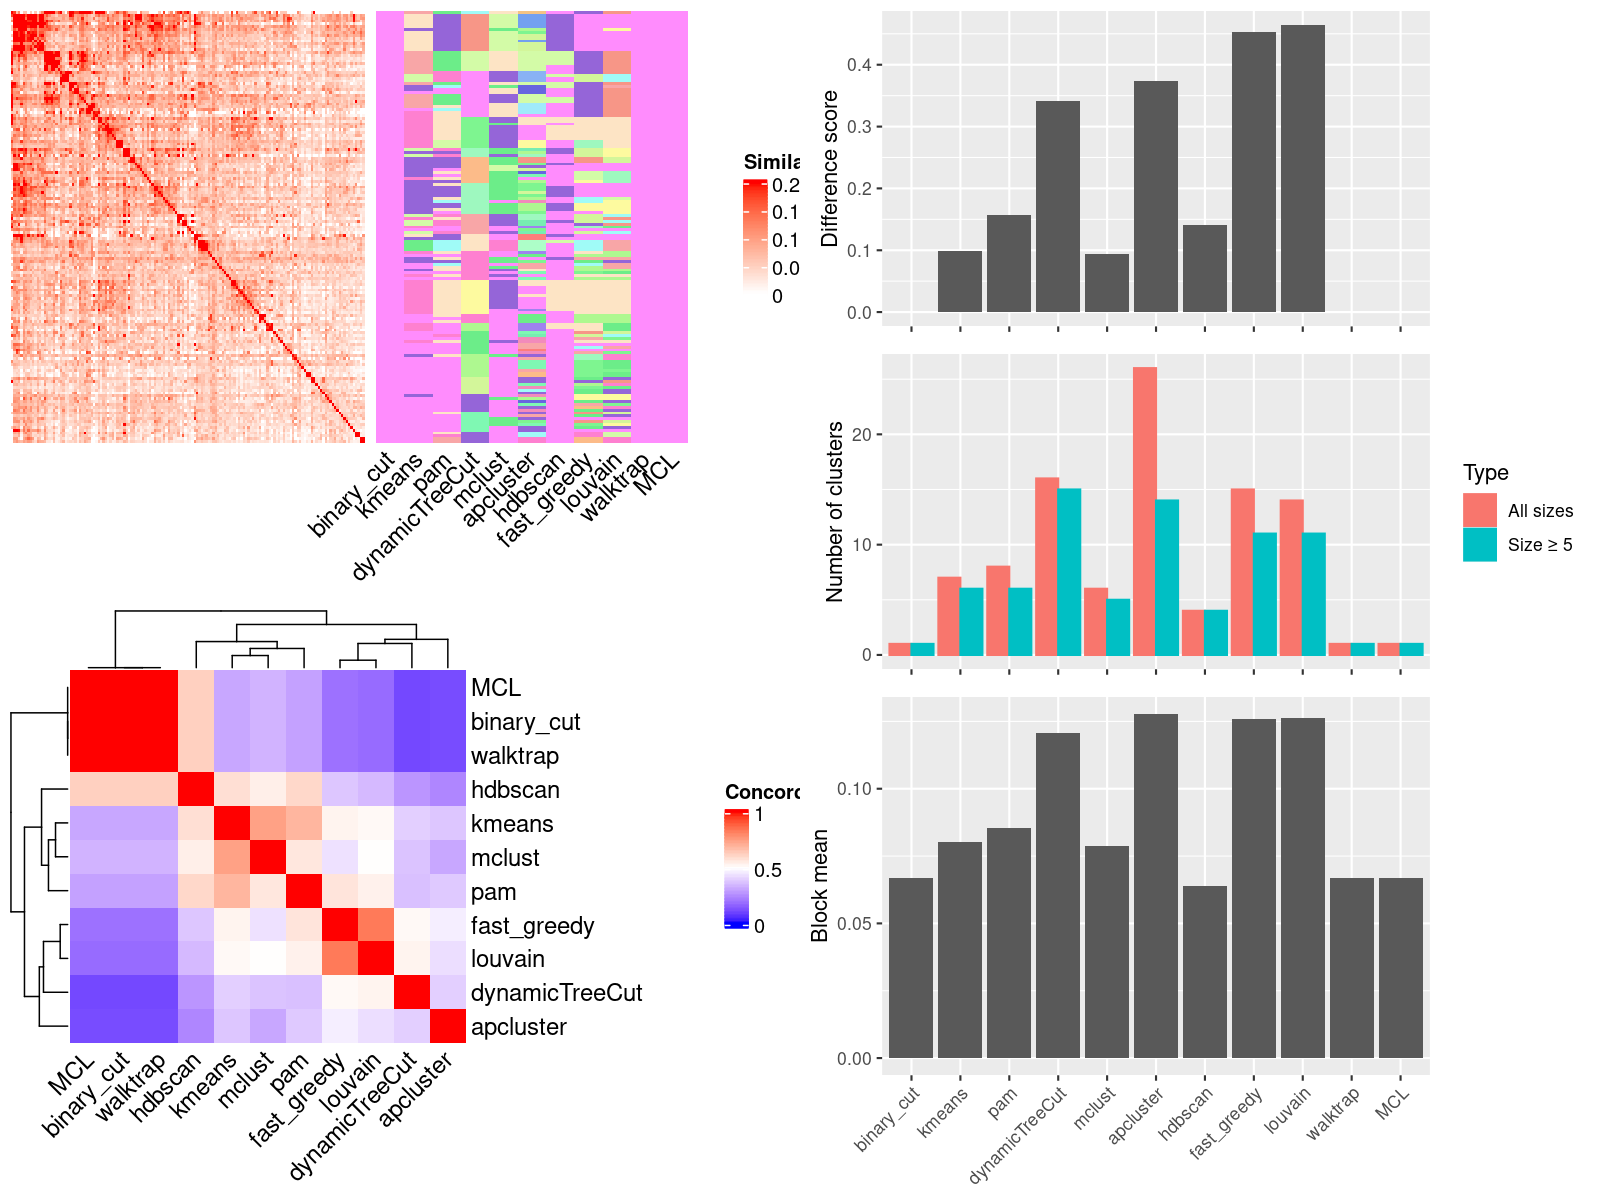 Simila
0.2
0.1
0.1
0.0
0
binary_cut
kmeans
pam
dynamicTreeCut
mclust
apcluster
hdbscan
fast_greedy
louvain
walktrap
MCL
MCL
binary_cut
walktrap
hdbscan
kmeans
mclust
pam
fast_greedy
louvain
dynamicTreeCut
apcluster
MCL
binary_cut
walktrap
hdbscan
kmeans
mclust
pam
fast_greedy
louvain
dynamicTreeCut
apcluster
Concord
1
0.5
0
Difference score
0.4
0.3
0.2
0.1
0.0
Number of clusters
20
10
0
Type
All sizes
Size ≥ 5
Block mean
0.10
0.05
0.00
binary_cut
kmeans
pam
dynamicTreeCut
mclust
apcluster
hdbscan
fast_greedy
louvain
walktrap
MCL